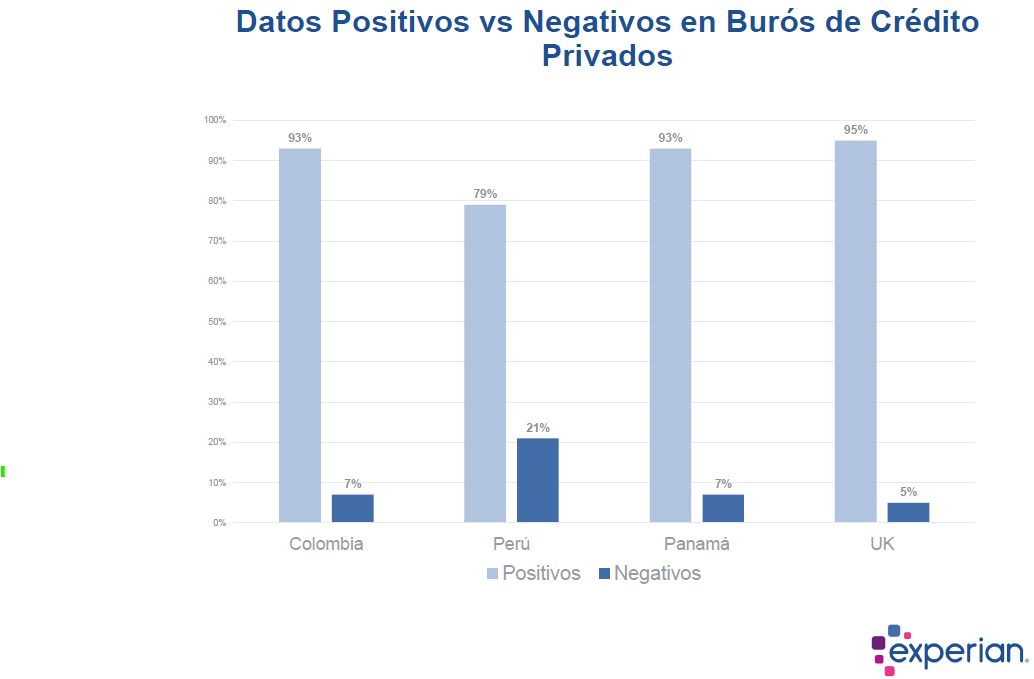 Datos Positivos vs Negativos en Burós de Crédito
Privados
100%
90%
80%
70%
60%
50%
40%
30%
20%
10%
0%
93%
7%
79%
21%
93%
7%
95%
5%
Colombia
Perú
Panamá
UK
Positivos Negativos
experian.